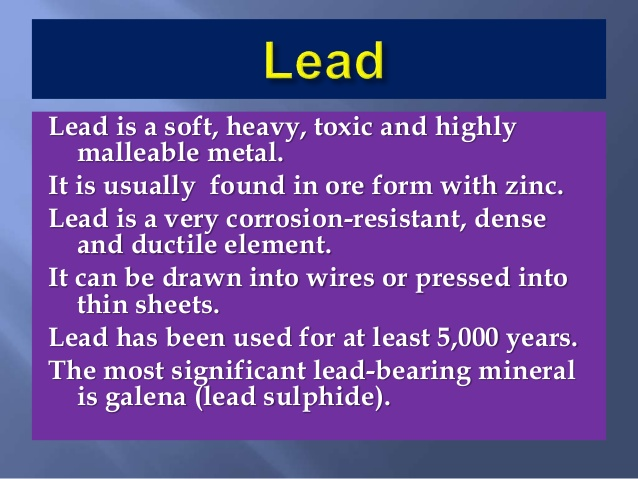 Lead
Lead is a soft, heavy, toxic and highly
malleable metal.
It is usually  found in ore form with zinc.
Lead is a very corrosion-resistant, dense
and ductile element.
It can be drawn into wires or pressed into
thin sheets.
Lead has been used for at least 5,000 years.
The most significant lead-bearing mineral
is galena (lead sulphide).